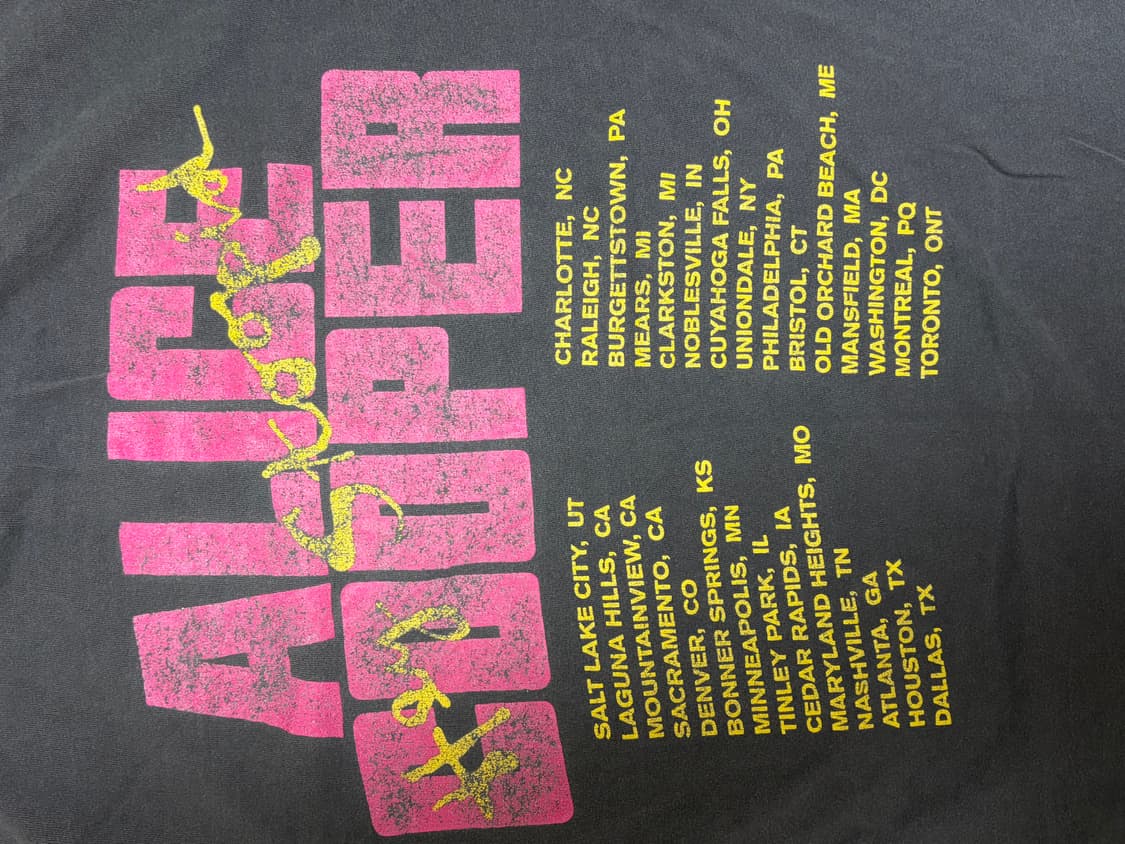 ALICE
COOPER
Hey Stoopid
SALT LAKE CITY, UT
LAGUNA HILLS, CA
MOUNTAINVIEW, CA
SACRAMENTO, CA
DENVER, CO
BONNER SPRINGS, KS
MINNEAPOLIS, MN
TINLEY PARK, IL
CEDAR RAPIDS, IA
MARYLAND HEIGHTS, MO
NASHVILLE, TN
ATLANTA, GA
HOUSTON, TX
DALLAS, TX
CHARLOTTE, NC
RALEIGH, NC
BURGETTSTOWN, PA
MEARS, MI
CLARKSTON, MI
NOBLESVILLE, IN
CUYAHOGA FALLS, OH
UNIONDALE, NY
PHILADELPHIA, PA
BRISTOL, CT
OLD ORCHARD BEACH, ME
MANSFIELD, MA
WASHINGTON, DC
MONTREAL, PQ
TORONTO, ONT